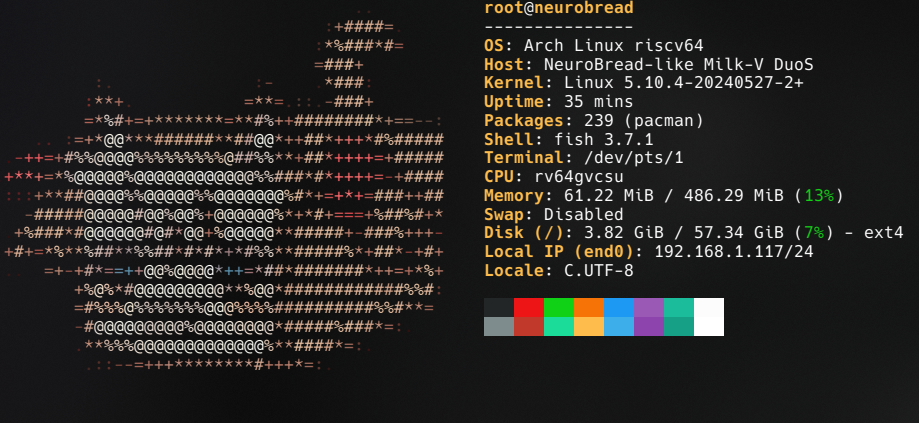 root@neurobread
---------------
OS: Arch Linux riscv64
Host: NeuroBread-like Milk-V DuoS
Kernel: Linux 5.10.4-20240527-2+
Uptime: 35 mins
Packages: 239 (pacman)
Shell: fish 3.7.1
Terminal: /dev/pts/1
CPU: rv64gvcsu
Memory: 61.22 MiB / 486.29 MiB (13%)
Swap: Disabled
Disk (/): 3.82 GiB / 57.34 GiB (7%) - ext4
Local IP (end0): 192.168.1.117/24
Locale: C.UTF-8